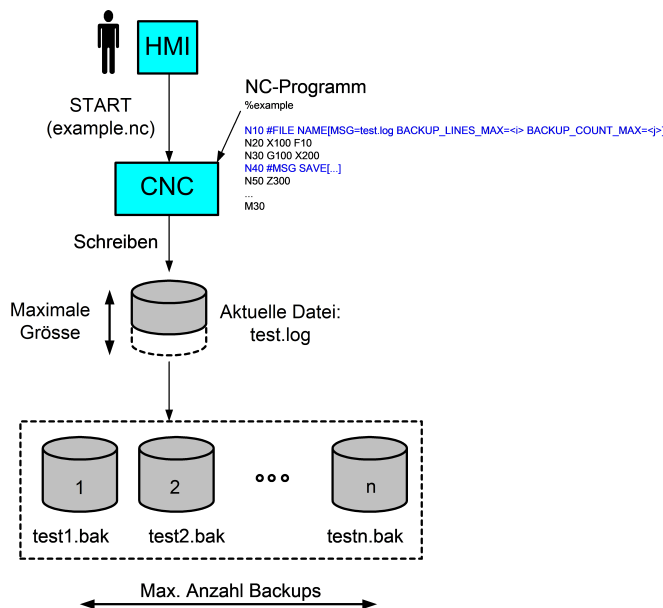 HMI
START
(example.nc)
NC-Programm
%example
N10 #FILE NAME[MSG=test.log BACKUP_LINES_MAX=<i> BACKUP_COUNT_MAX=<j>]
N20 X100 F10
N30 G100 X200
N40 #MSG SAVE[...]
N50 Z300
...
M30
CNC
Schreiben
Maximale
Grösse
Aktuelle Datei:
test.log
1
2
n
test1.bak
test2.bak
testn.bak
Max. Anzahl Backups